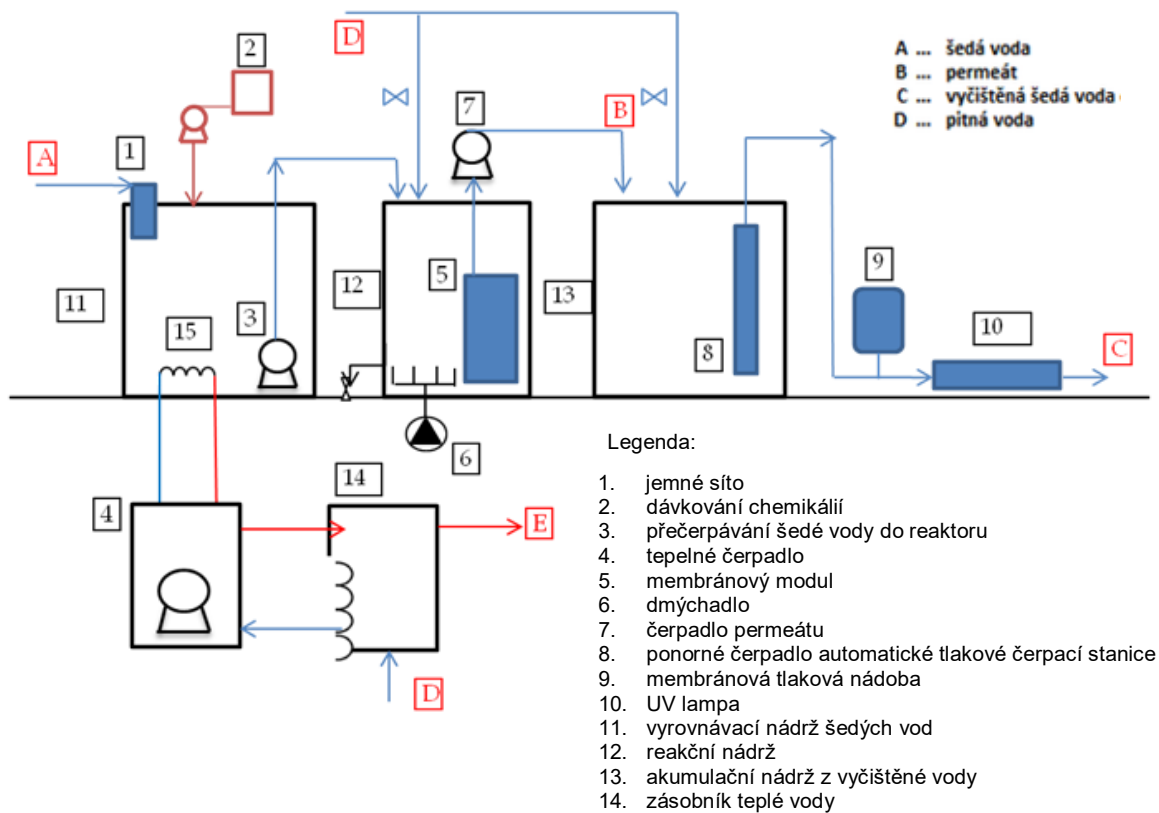 D
2
A ... šedá voda
B ... permeát
C ... vyčištěná šedá voda
D ... pitná voda
7
B
1
A
5
9
12
13
11
3
15
10
8
C
6
14
4
E
D
Legenda:
1. jemné síto
2. dávkování chemikálií
3. přečerpávání šedé vody do reaktoru
4. tepelné čerpadlo
5. membránový modul
6. dmýchadlo
7. čerpadlo permeátu
8. ponorné čerpadlo automatické tlakové čerpací stanice
9. membránová tlaková nádoba
10. UV lampa
11. vyrovnávací nádrž šedých vod
12. reakční nádrž
13. akumulační nádrž z vyčištěné vody
14. zásobník teplé vody